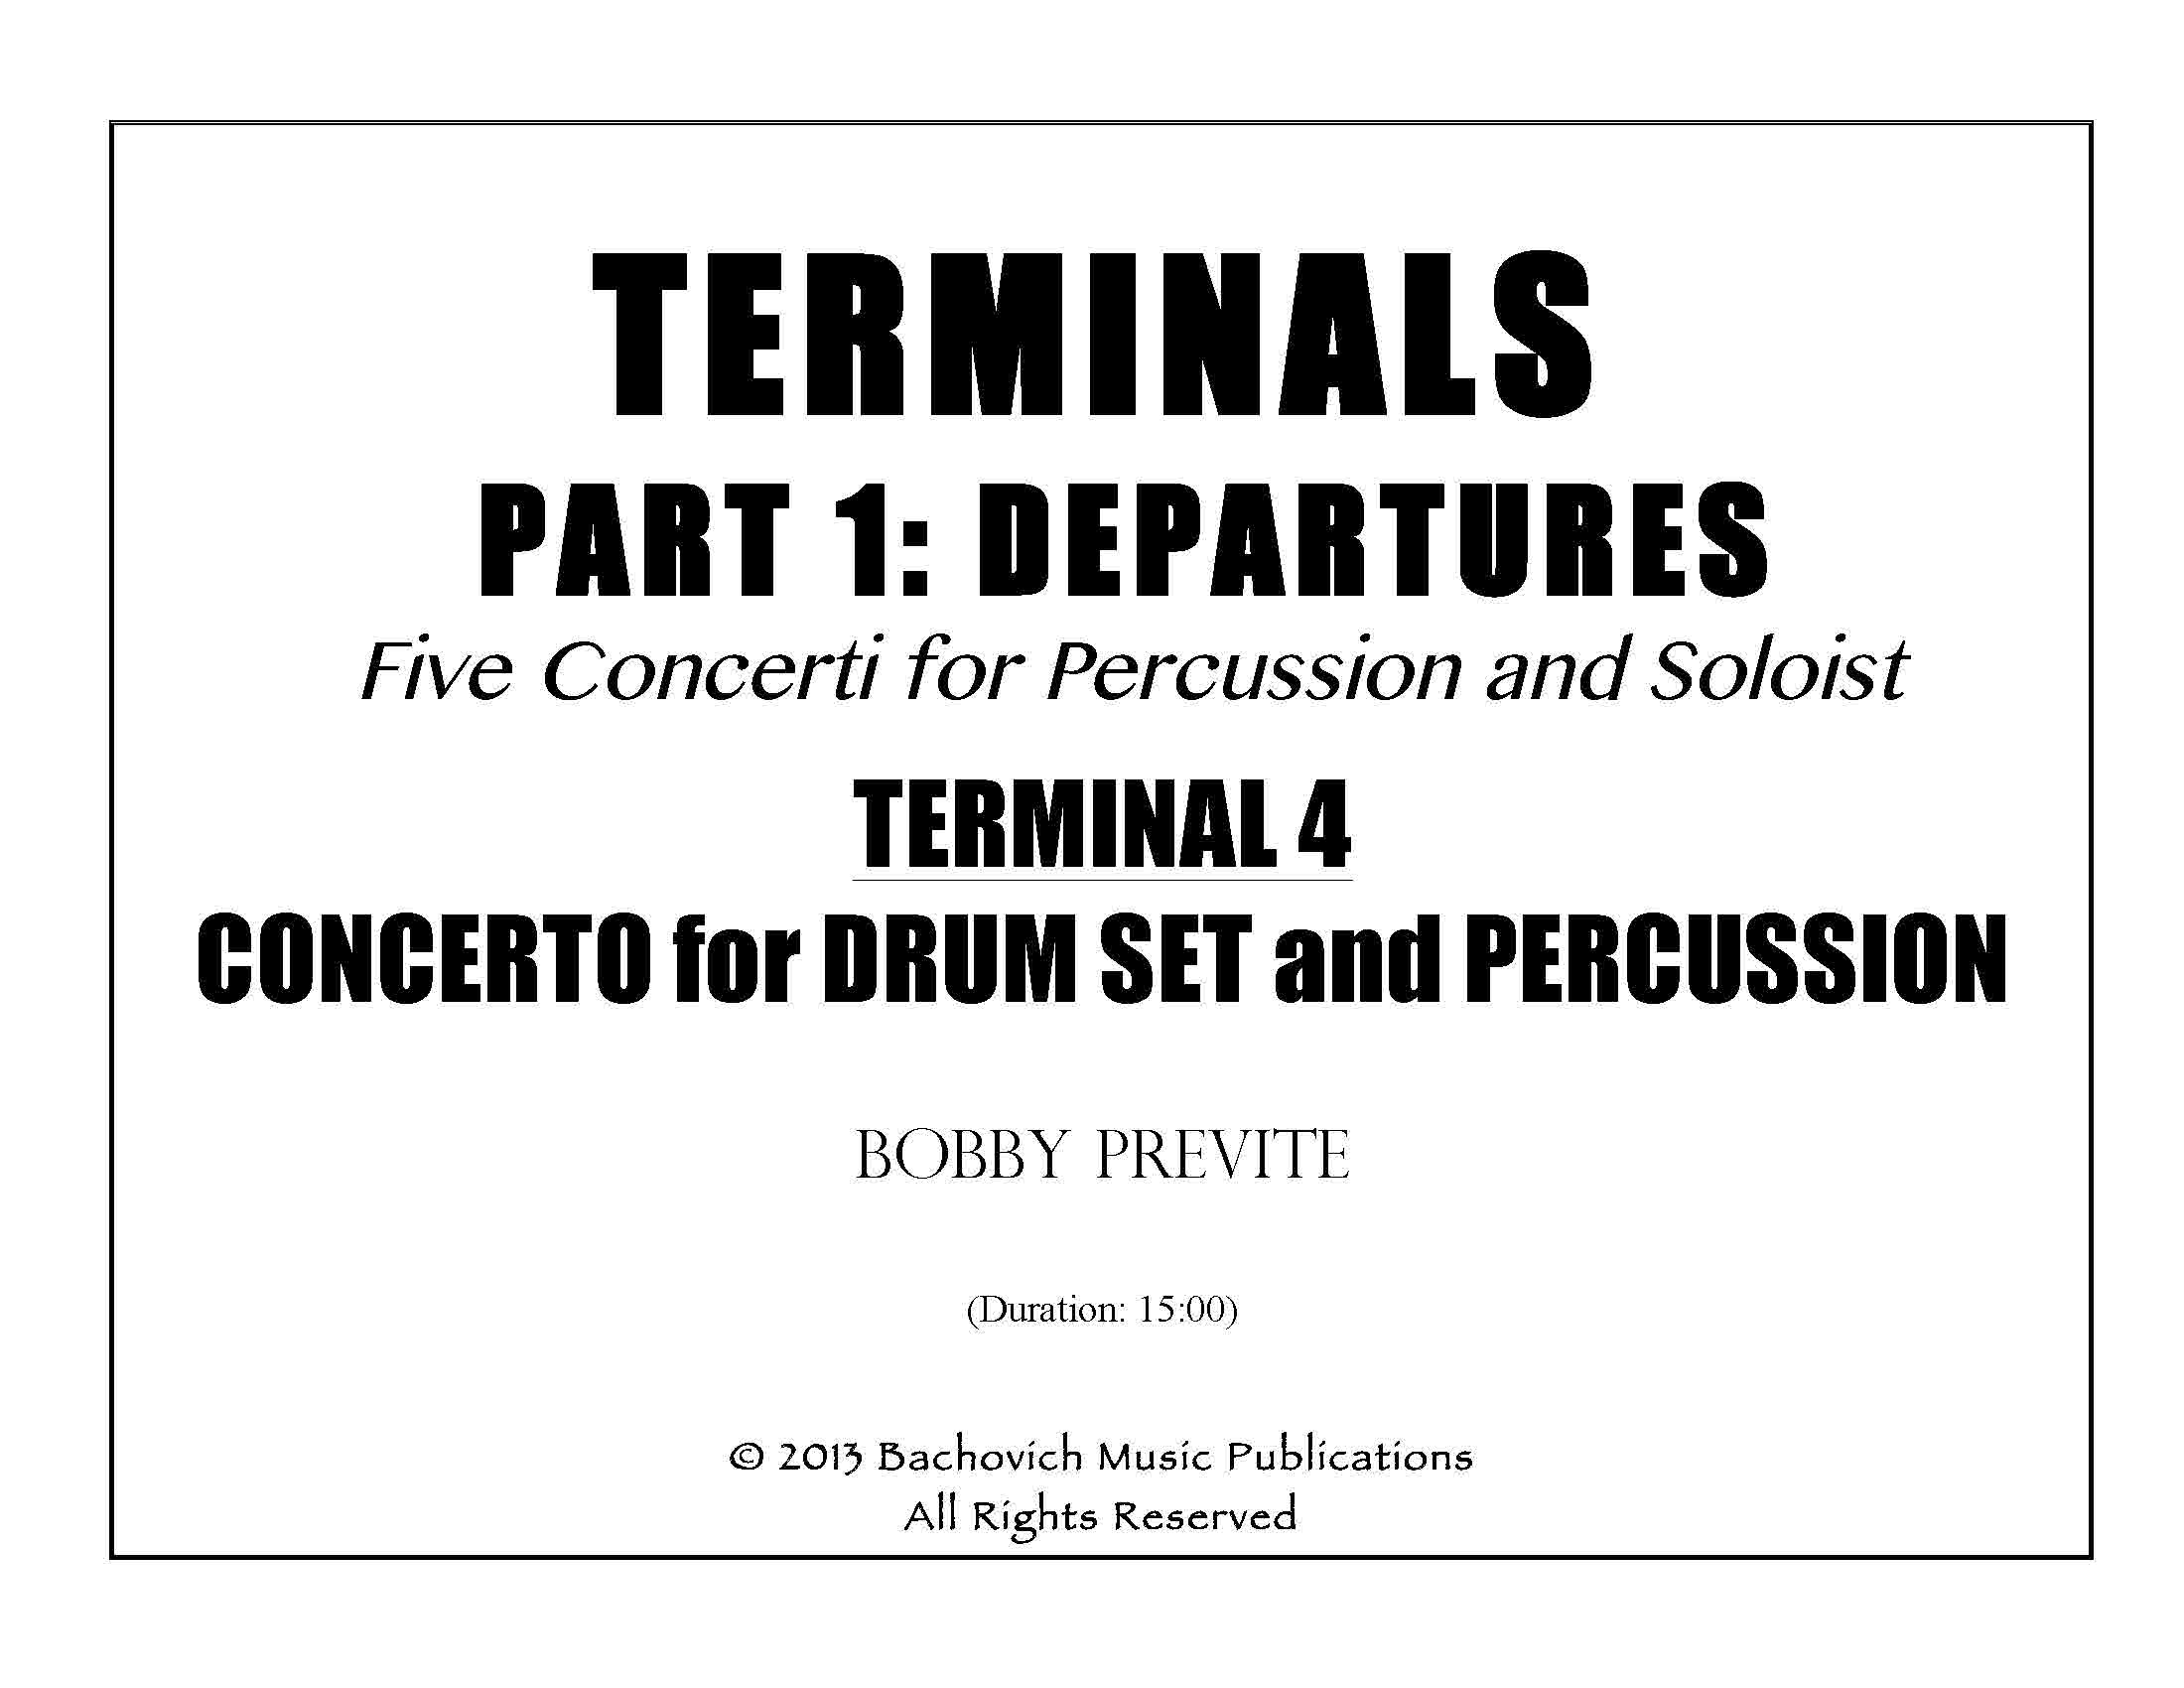 TERMINALS
PART 1: DEPARTURES
Five Concerti for Percussion and Soloist
TERMINAL 4
CONCERTO for DRUM SET and PERCUSSION
BOBBY PREVITE
(Duration: 15:00)
© 2013 Bachovich Music Publications
All Rights Reserved